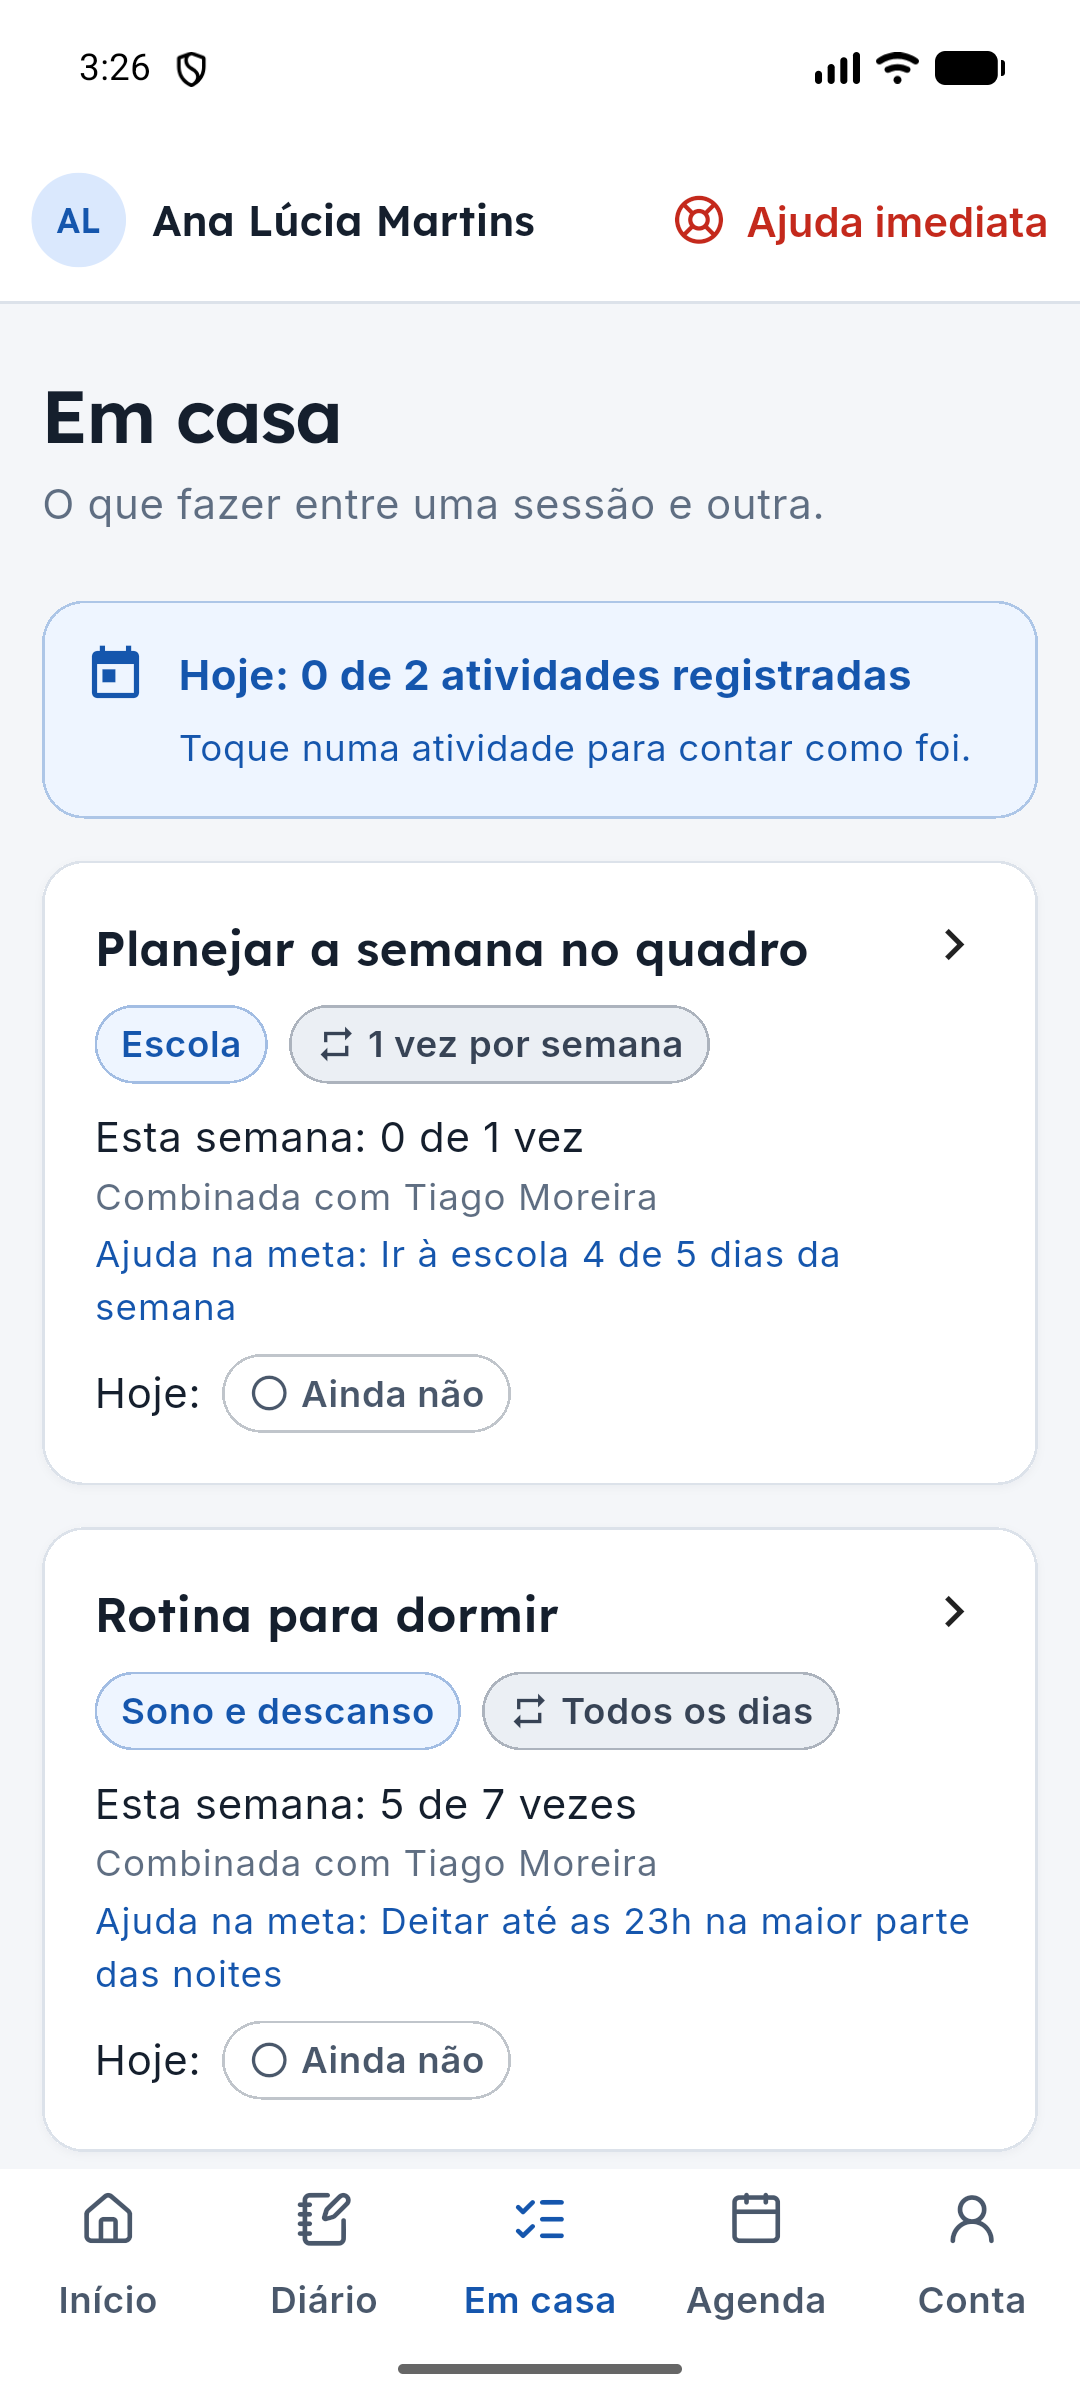 3:26
AL
Ana Lúcia Martins
Ajuda imediata
Em casa
O que fazer entre uma sessão e outra.
Hoje: 0 de 2 atividades registradas
Toque numa atividade para contar como foi.
Planejar a semana no quadro
Escola
1 vez por semana
Esta semana: 0 de 1 vez
Combinada com Tiago Moreira
Ajuda na meta: Ir à escola 4 de 5 dias da
semana
Hoje:
Ainda não
Rotina para dormir
Sono e descanso
Todos os dias
Esta semana: 5 de 7 vezes
Combinada com Tiago Moreira
Ajuda na meta: Deitar até as 23h na maior parte
das noites
Hoje:
Ainda não
Início
Diário
Em casa
Agenda
Conta